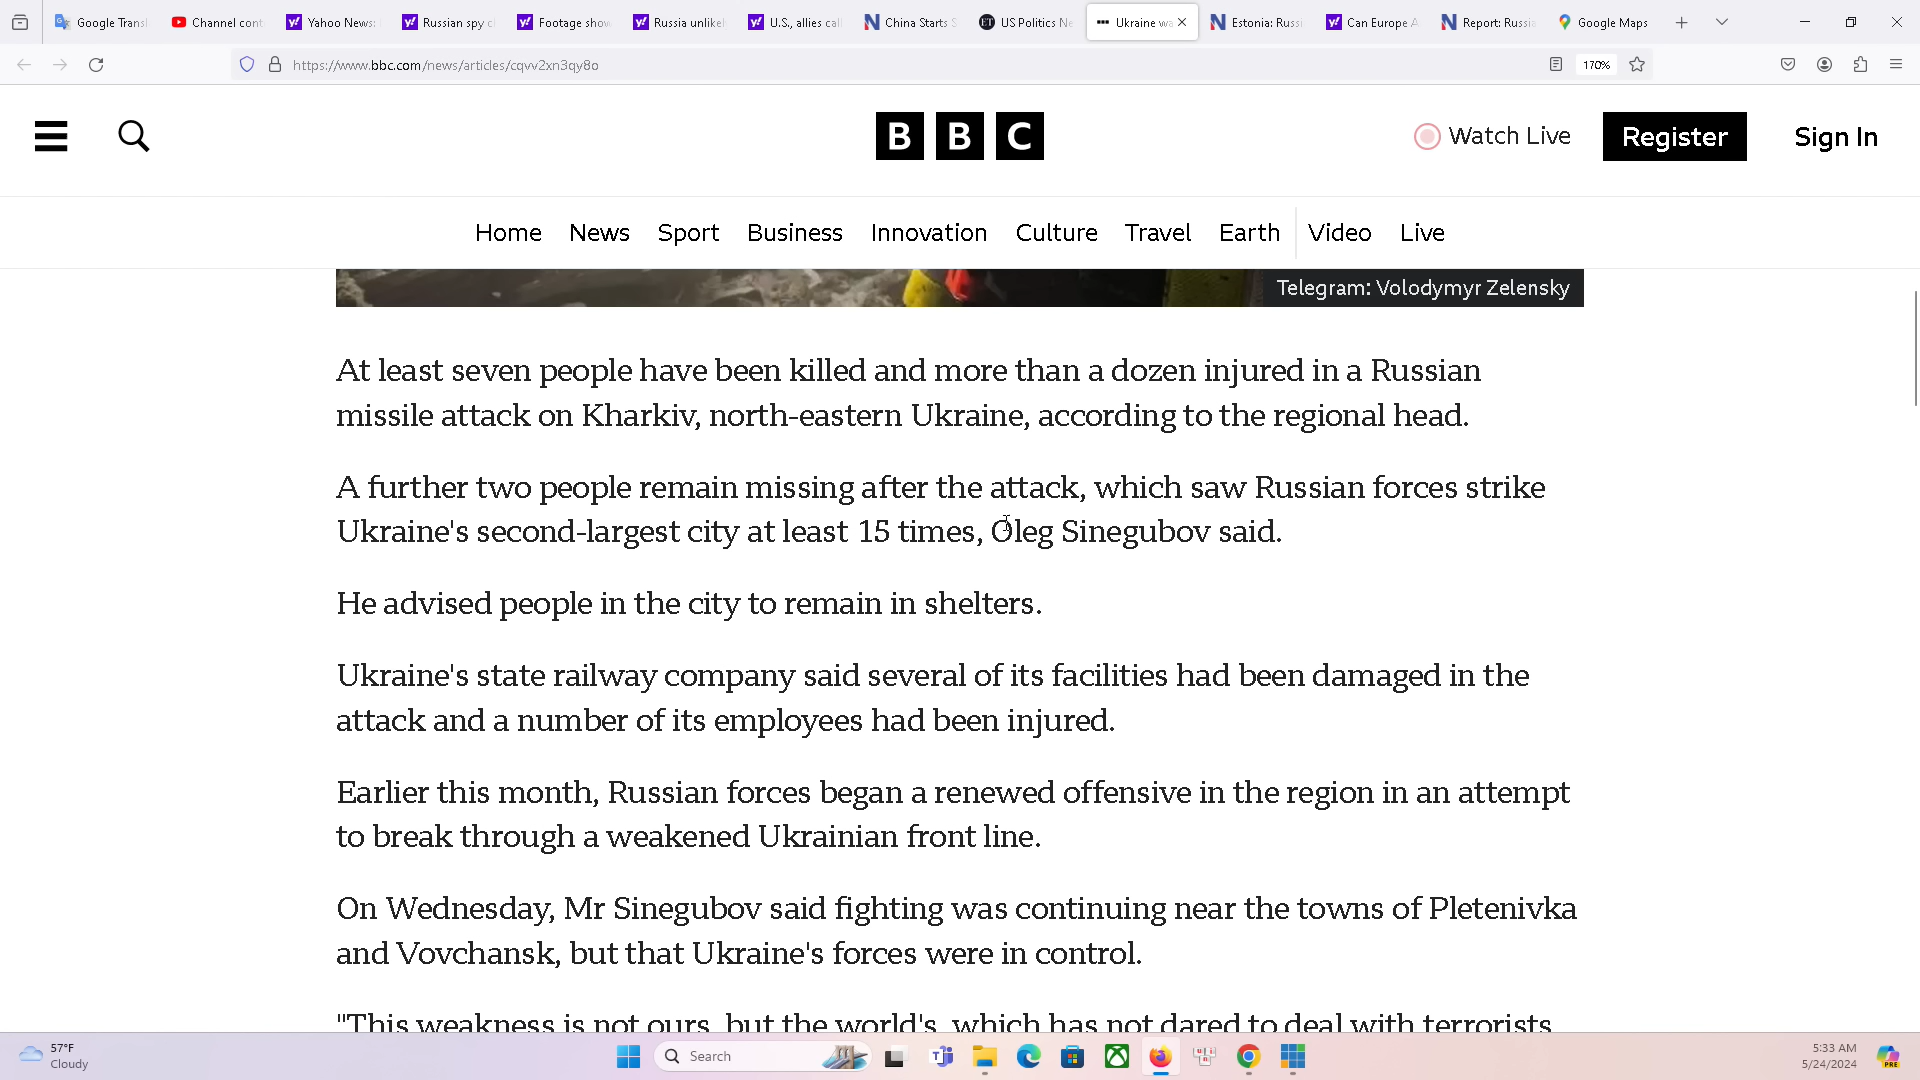 Google Transl
Channel cont
Yahoo News:
Russian spy c
Footage show
Russia unlikel
U.S., allies call
China Starts S
US Politics Ne
Ukraine wa
Estonia: Russi
Can Europe A
Report: Russia
Google Maps
https://www.bbc.com/news/articles/cqvv2xn3qy8o
170%
BBC
Watch Live
Register
Sign In
Home News Sport Business Innovation Culture Travel Earth Video Live
Telegram: Volodymyr Zelensky
At least seven people have been killed and more than a dozen injured in a Russian
missile attack on Kharkiv, north-eastern Ukraine, according to the regional head.
A further two people remain missing after the attack, which saw Russian forces strike
Ukraine's second-largest city at least 15 times, Oleg Sinegubov said.
He advised people in the city to remain in shelters.
Ukraine's state railway company said several of its facilities had been damaged in the
attack and a number of its employees had been injured.
Earlier this month, Russian forces began a renewed offensive in the region in an attempt
to break through a weakened Ukrainian front line.
On Wednesday, Mr Sinegubov said fighting was continuing near the towns of Pletenivka
and Vovchansk, but that Ukraine's forces were in control.
"This weakness is not ours, but the world's, which has not dared to deal with terrorists
57°F
Cloudy
Search
5:33 AM
5/24/2024